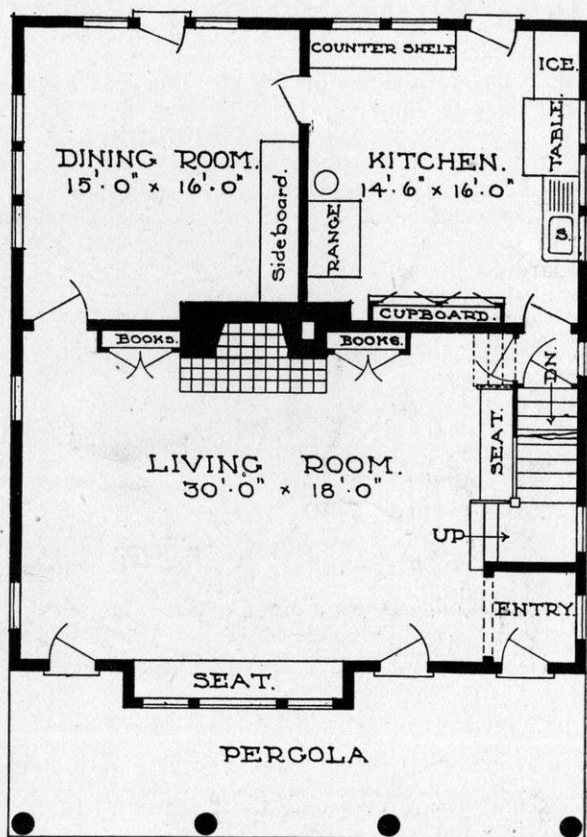 COUNTER SHELF
ICE.
TABLE
DINING ROOM.
15'·0" x 16'·0"
KITCHEN.
14'·6" x 16'·0"
Sideboard.
RANGE
S
CUPBOARD.
BOOKS.
BOOKS.
DN.
SEAT.
LIVING ROOM.
30'·0" x 18'·0"
UP
ENTRY
SEAT.
PERGOLA